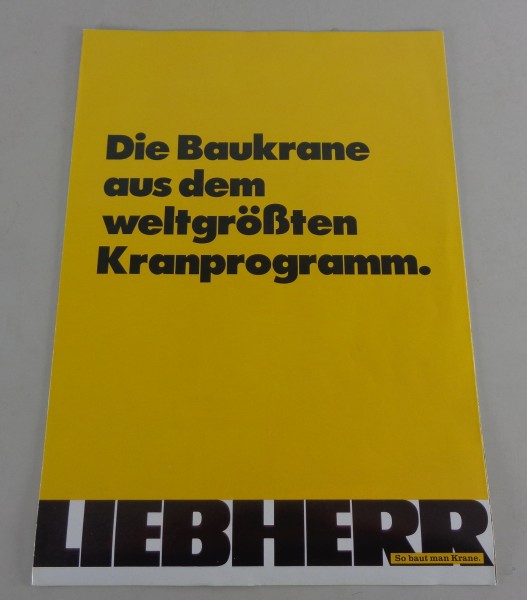 Die Baukrane
aus dem
weltgrößten
Kranprogramm.
LIEBHERR
So baut man Krane.